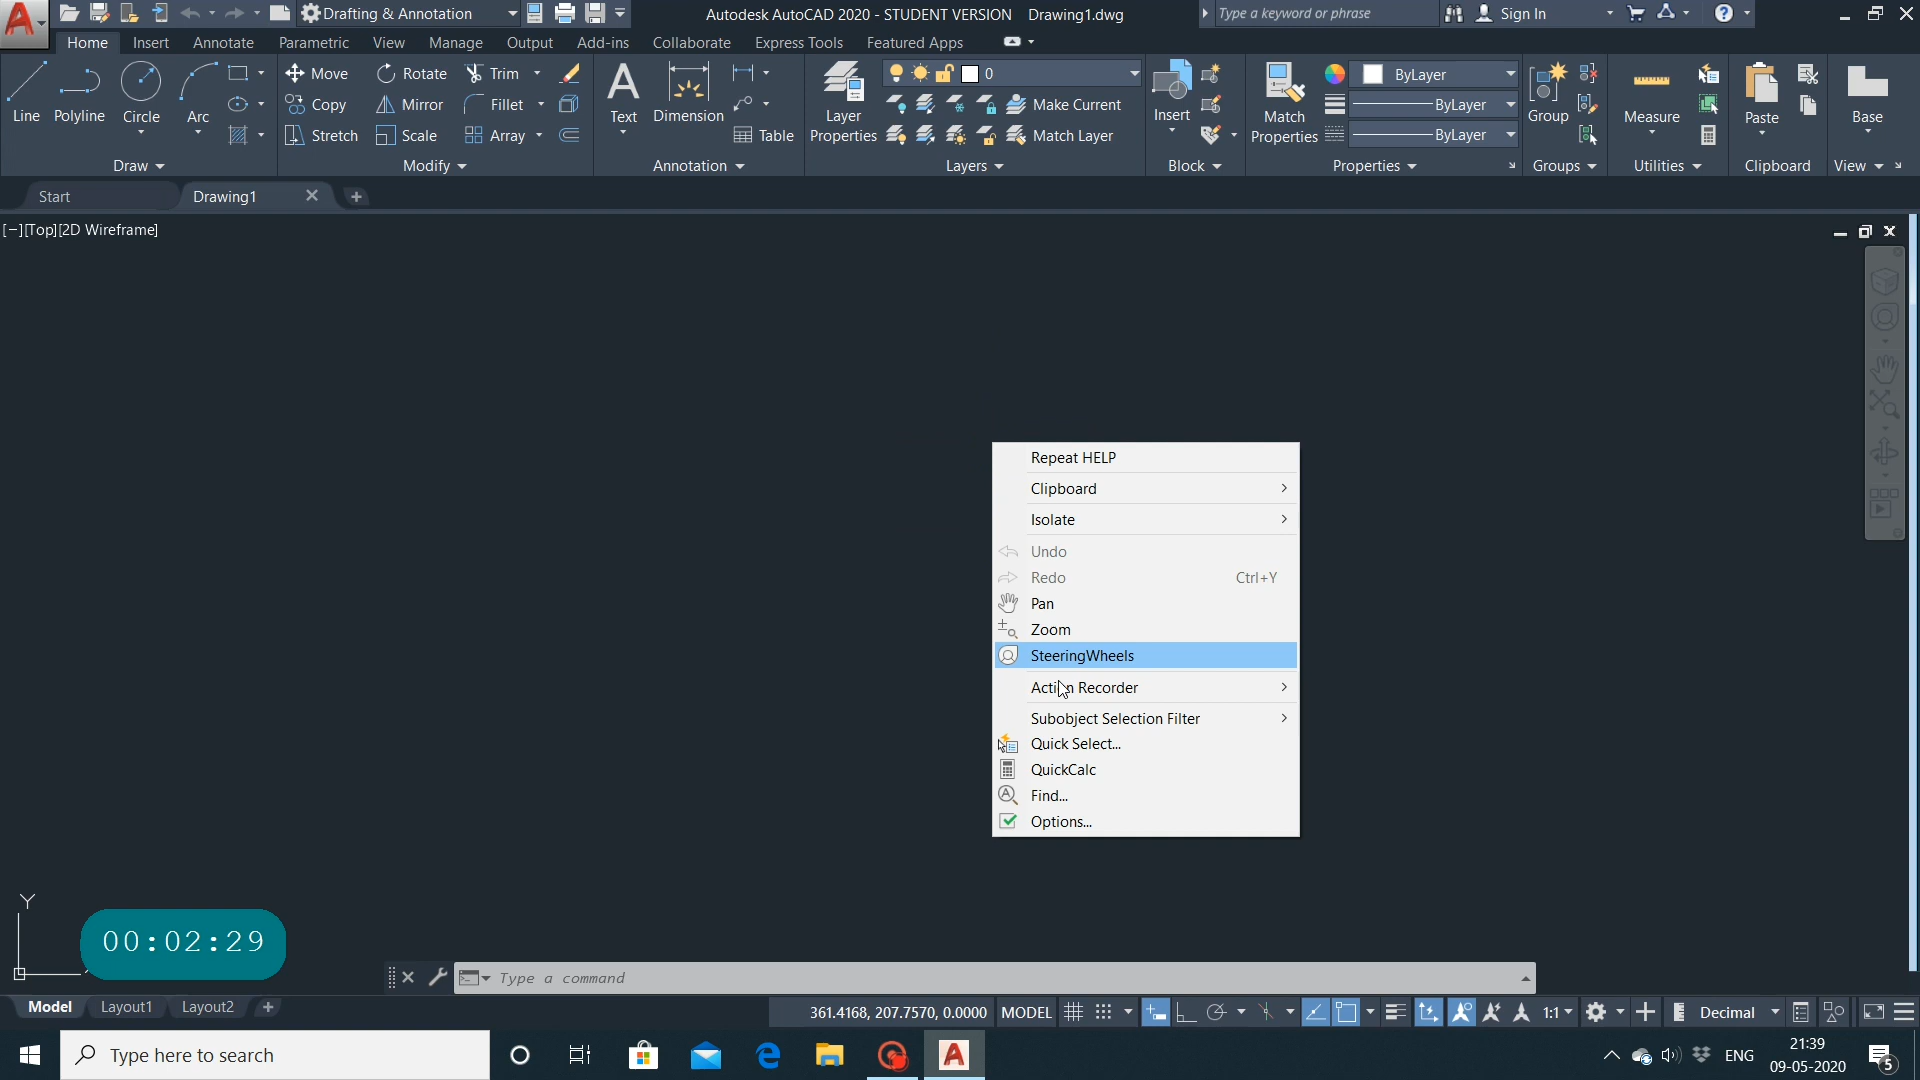 Drafting & Annotation
Autodesk AutoCAD 2020 - STUDENT VERSION Drawing1.dwg
Type a keyword or phrase
Sign In
Home Insert Annotate Parametric View Manage Output Add-ins Collaborate Express Tools Featured Apps
Line Polyline Circle Arc
Move Rotate Trim
Copy Mirror Fillet
Stretch Scale Array
Text Dimension
Table
Layer
Properties
0
Make Current
Match Layer
Insert
Match
Properties
ByLayer
ByLayer
ByLayer
Group
Measure
Paste
Base
Draw Modify Annotation Layers Block Properties Groups Utilities Clipboard View
Start Drawing1
[−][Top][2D Wireframe]
Repeat HELP
Clipboard
Isolate
Undo
Redo Ctrl+Y
Pan
Zoom
SteeringWheels
Action Recorder
Subobject Selection Filter
Quick Select...
QuickCalc
Find...
Options...
Y
00:02:29
Type a command
Model Layout1 Layout2
361.4168, 207.7570, 0.0000 MODEL 1:1 Decimal
Type here to search
ENG
21:39
09-05-2020
5